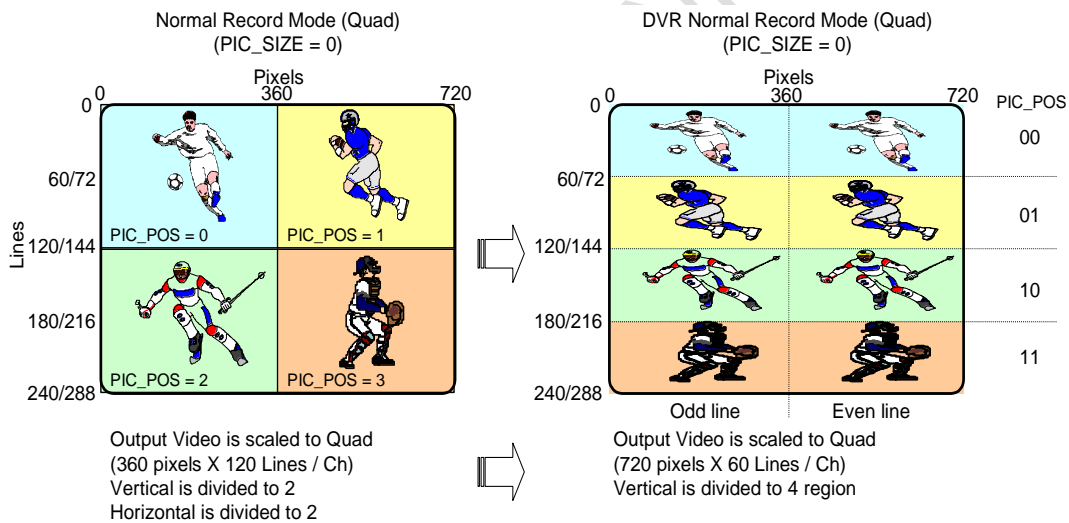 Normal Record Mode (Quad)
(PIC_SIZE = 0)
Pixels
0 360 720
0
60/72
120/144
180/216
240/288
Lines
PIC_POS = 0
PIC_POS = 1
PIC_POS = 2
PIC_POS = 3
Output Video is scaled to Quad
(360 pixels X 120 Lines / Ch)
Vertical is divided to 2
Horizontal is divided to 2
DVR Normal Record Mode (Quad)
(PIC_SIZE = 0)
Pixels
0 360 720
0
60/72
120/144
180/216
240/288
PIC_POS
00
01
10
11
Odd line Even line
Output Video is scaled to Quad
(720 pixels X 60 Lines / Ch)
Vertical is divided to 4 region